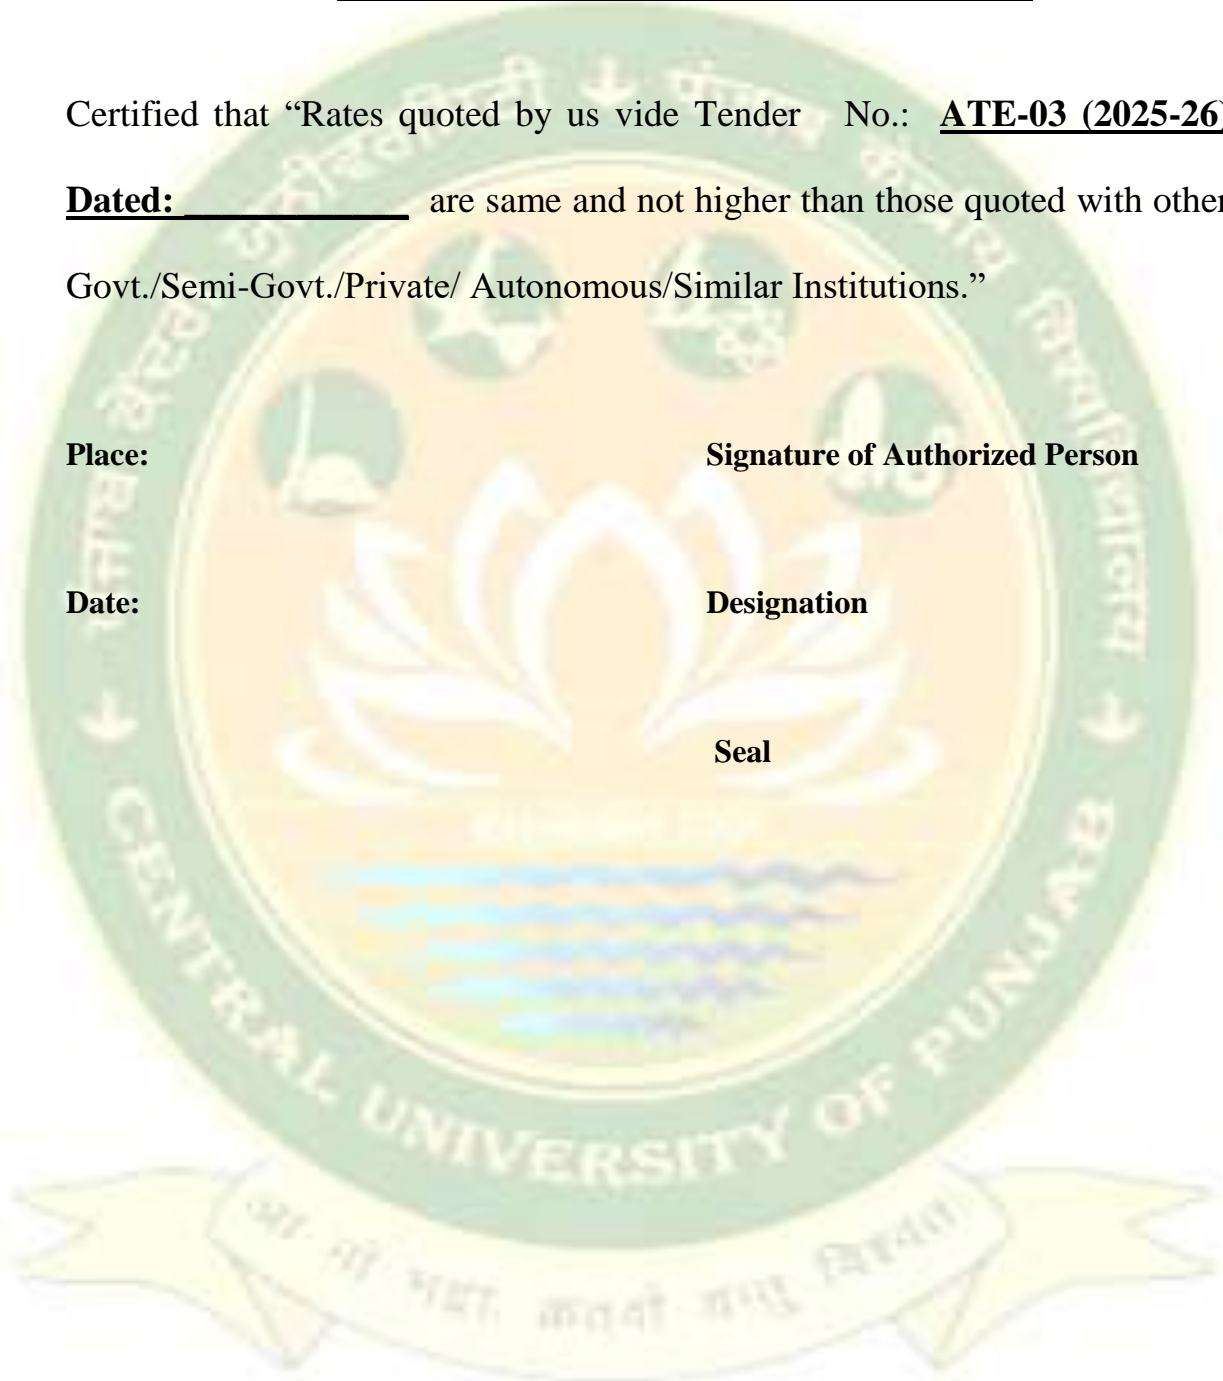 Certified that “Rates quoted by us vide Tender No.: ATE-03 (2025-26)
Dated: ____________ are same and not higher than those quoted with other
Govt./Semi-Govt./Private/ Autonomous/Similar Institutions.”
Place: Signature of Authorized Person
Date: Designation
Seal
पंजाब केंद्रीय विश्वविद्यालय
CENTRAL UNIVERSITY OF PUNJAB